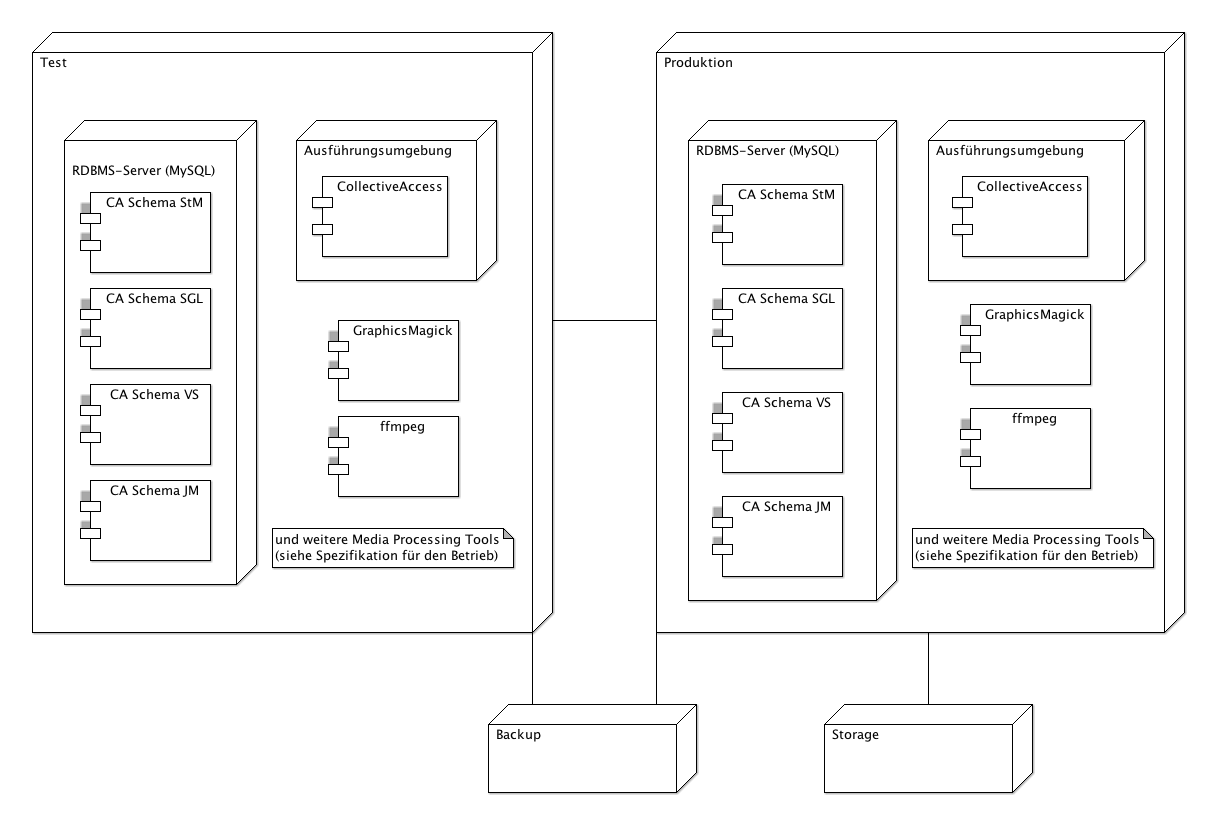 Test
RDBMS-Server (MySQL)
CA Schema StM
CA Schema SGL
CA Schema VS
CA Schema JM
Ausführungsumgebung
CollectiveAccess
GraphicsMagick
ffmpeg
und weitere Media Processing Tools
(siehe Spezifikation für den Betrieb)
Produktion
RDBMS-Server (MySQL)
CA Schema StM
CA Schema SGL
CA Schema VS
CA Schema JM
Ausführungsumgebung
CollectiveAccess
GraphicsMagick
ffmpeg
und weitere Media Processing Tools
(siehe Spezifikation für den Betrieb)
Backup
Storage